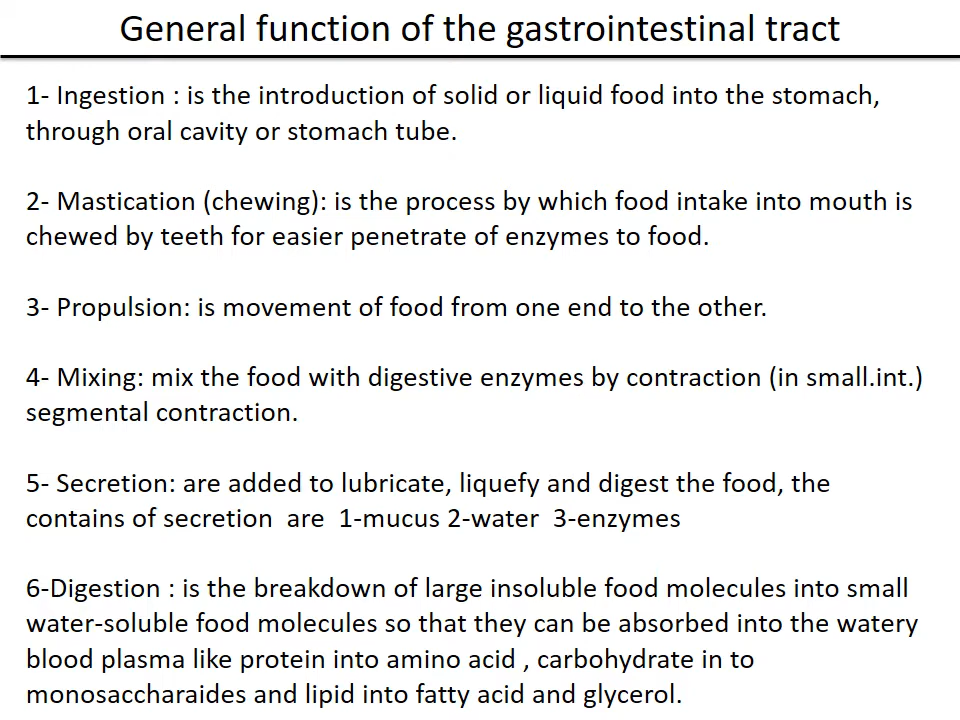 General function of the gastrointestinal tract
1- Ingestion : is the introduction of solid or liquid food into the stomach,
through oral cavity or stomach tube.
2- Mastication (chewing): is the process by which food intake into mouth is
chewed by teeth for easier penetrate of enzymes to food.
3- Propulsion: is movement of food from one end to the other.
4- Mixing: mix the food with digestive enzymes by contraction (in small.int.)
segmental contraction.
5- Secretion: are added to lubricate, liquefy and digest the food, the
contains of secretion  are  1-mucus 2-water  3-enzymes
6-Digestion : is the breakdown of large insoluble food molecules into small
water-soluble food molecules so that they can be absorbed into the watery
blood plasma like protein into amino acid , carbohydrate in to
monosaccharaides and lipid into fatty acid and glycerol.